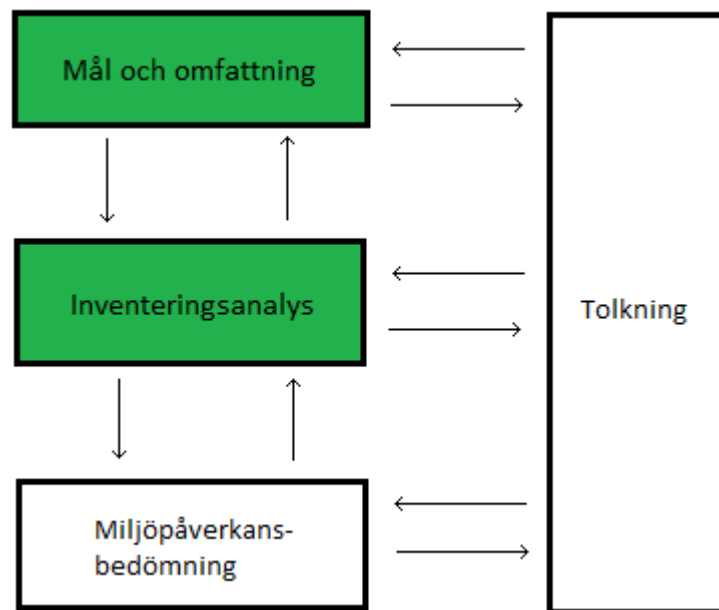 Mål och omfattning
Inventeringsanalys
Tolkning
Miljöpåverkans-
bedömning